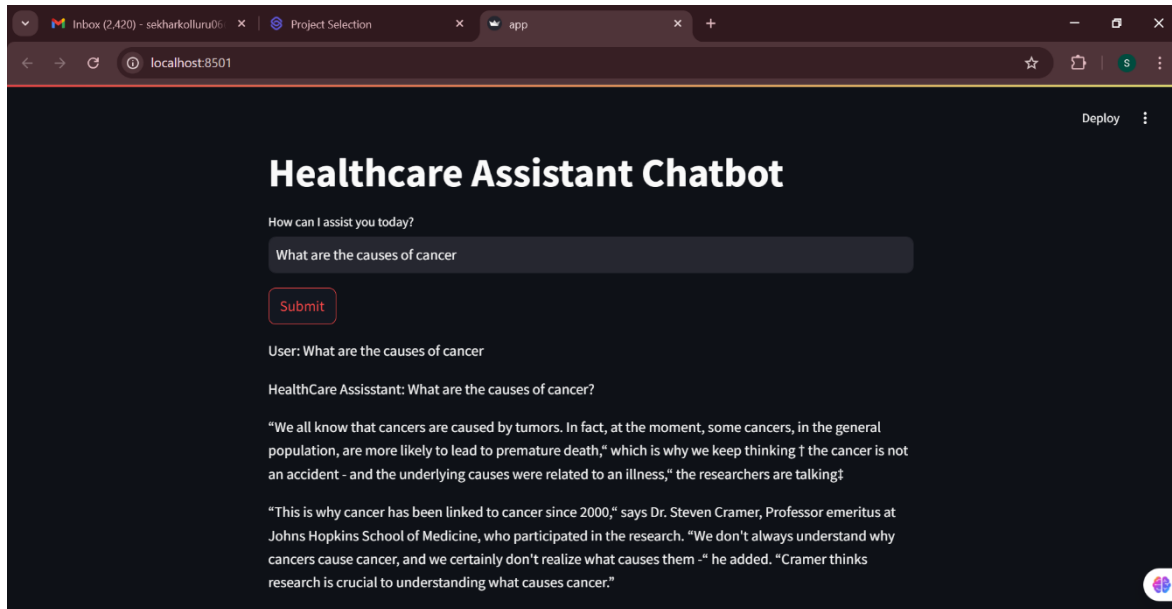 Inbox (2,420) - sekharkolluru06
Project Selection
app
localhost:8501
S
Deploy
Healthcare Assistant Chatbot
How can I assist you today?
What are the causes of cancer
Submit
User: What are the causes of cancer
HealthCare Assisstant: What are the causes of cancer?
“We all know that cancers are caused by tumors. In fact, at the moment, some cancers, in the general
population, are more likely to lead to premature death,“ which is why we keep thinking † the cancer is not
an accident - and the underlying causes were related to an illness,“ the researchers are talking‡
“This is why cancer has been linked to cancer since 2000,“ says Dr. Steven Cramer, Professor emeritus at
Johns Hopkins School of Medicine, who participated in the research. “We don't always understand why
cancers cause cancer, and we certainly don't realize what causes them -“ he added. “Cramer thinks
research is crucial to understanding what causes cancer.”